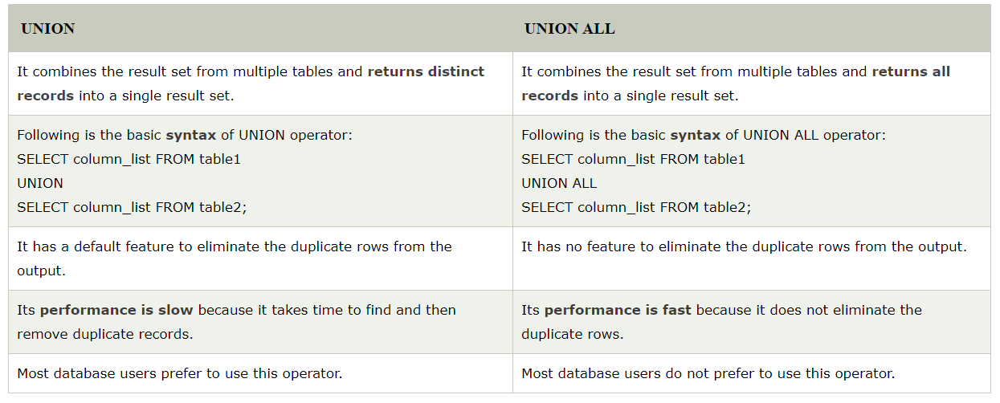 UNION
UNION ALL
It combines the result set from multiple tables and returns distinct
records into a single result set.
It combines the result set from multiple tables and returns all
records into a single result set.
Following is the basic syntax of UNION operator:
SELECT column_list FROM table1
UNION
SELECT column_list FROM table2;
Following is the basic syntax of UNION ALL operator:
SELECT column_list FROM table1
UNION ALL
SELECT column_list FROM table2;
It has a default feature to eliminate the duplicate rows from the
output.
It has no feature to eliminate the duplicate rows from the output.
Its performance is slow because it takes time to find and then
remove duplicate records.
Its performance is fast because it does not eliminate the
duplicate rows.
Most database users prefer to use this operator.
Most database users do not prefer to use this operator.